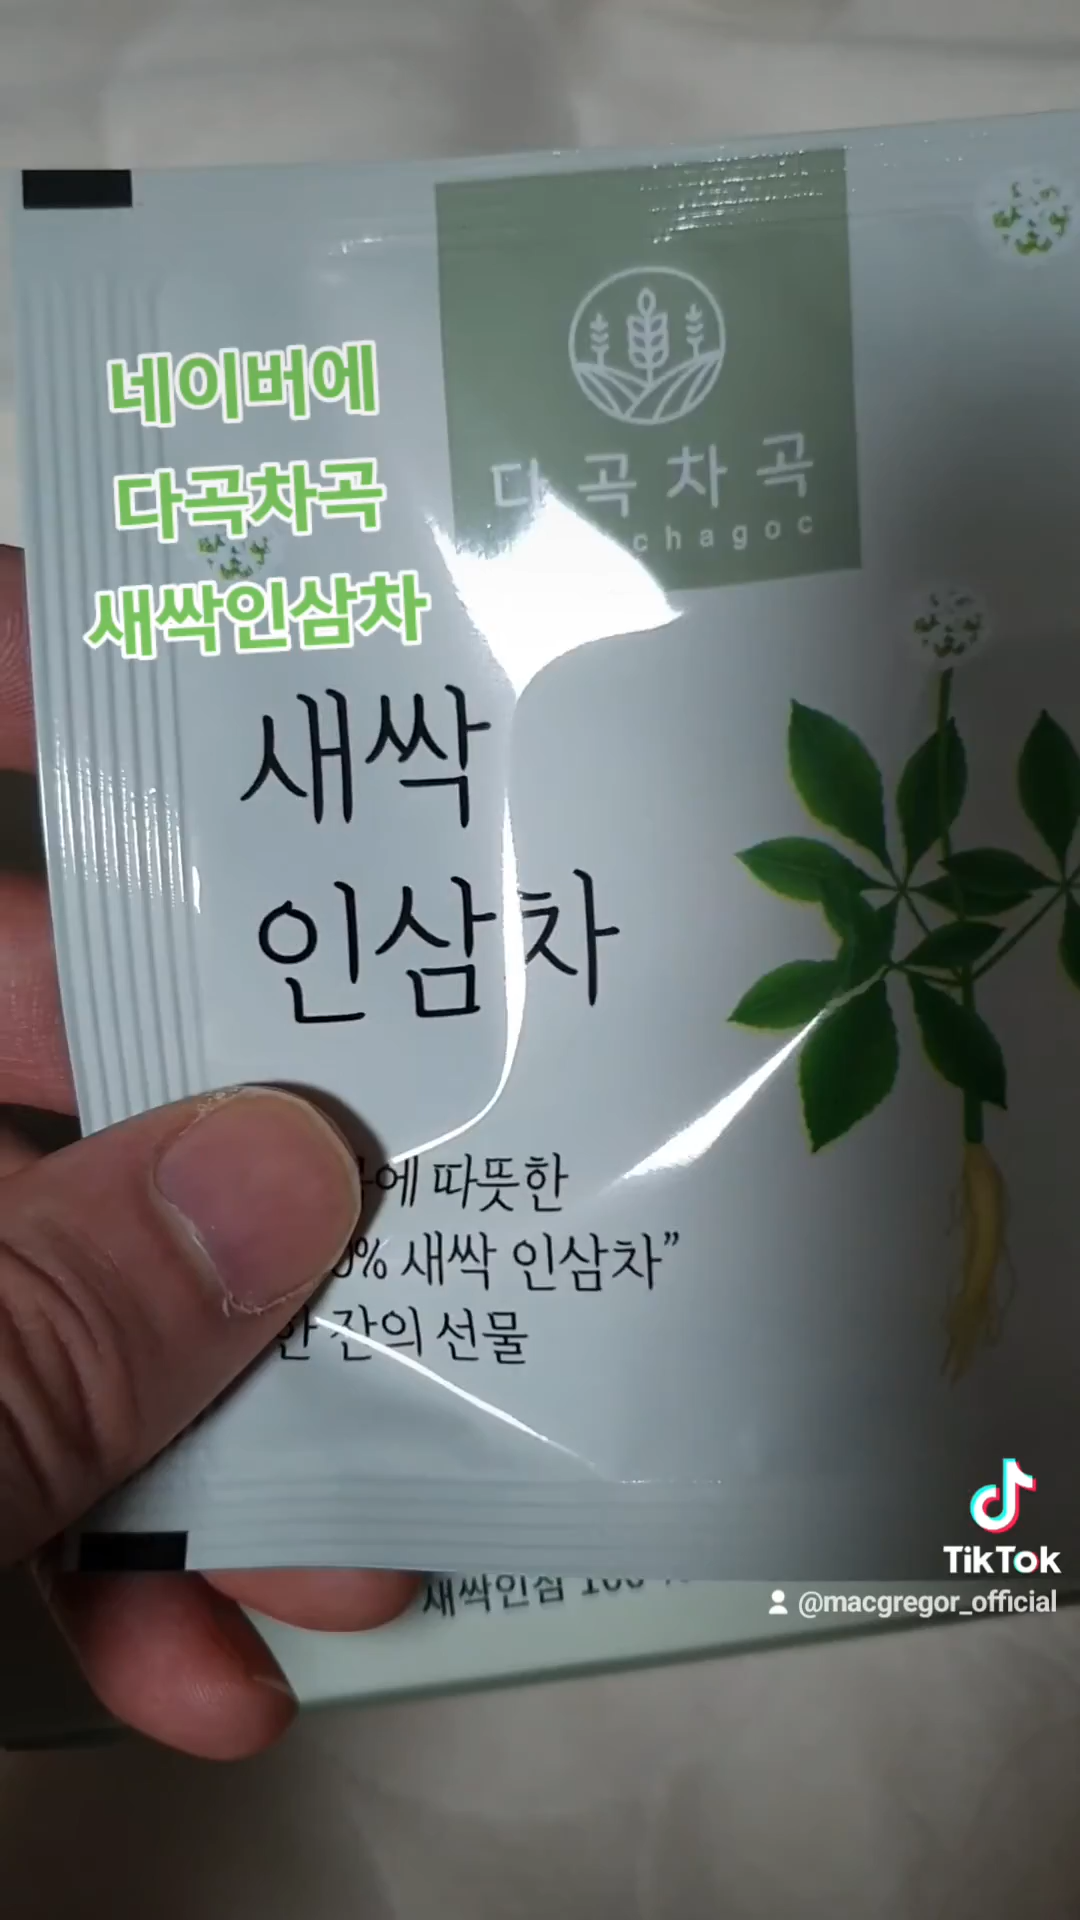 다곡차곡
chagoc
네이버에
다곡차곡
새싹인삼차
새싹
인삼차
따뜻한
새싹 인삼차”
한 잔의 선물
TikTok
@macgregor_official
새싹인삼